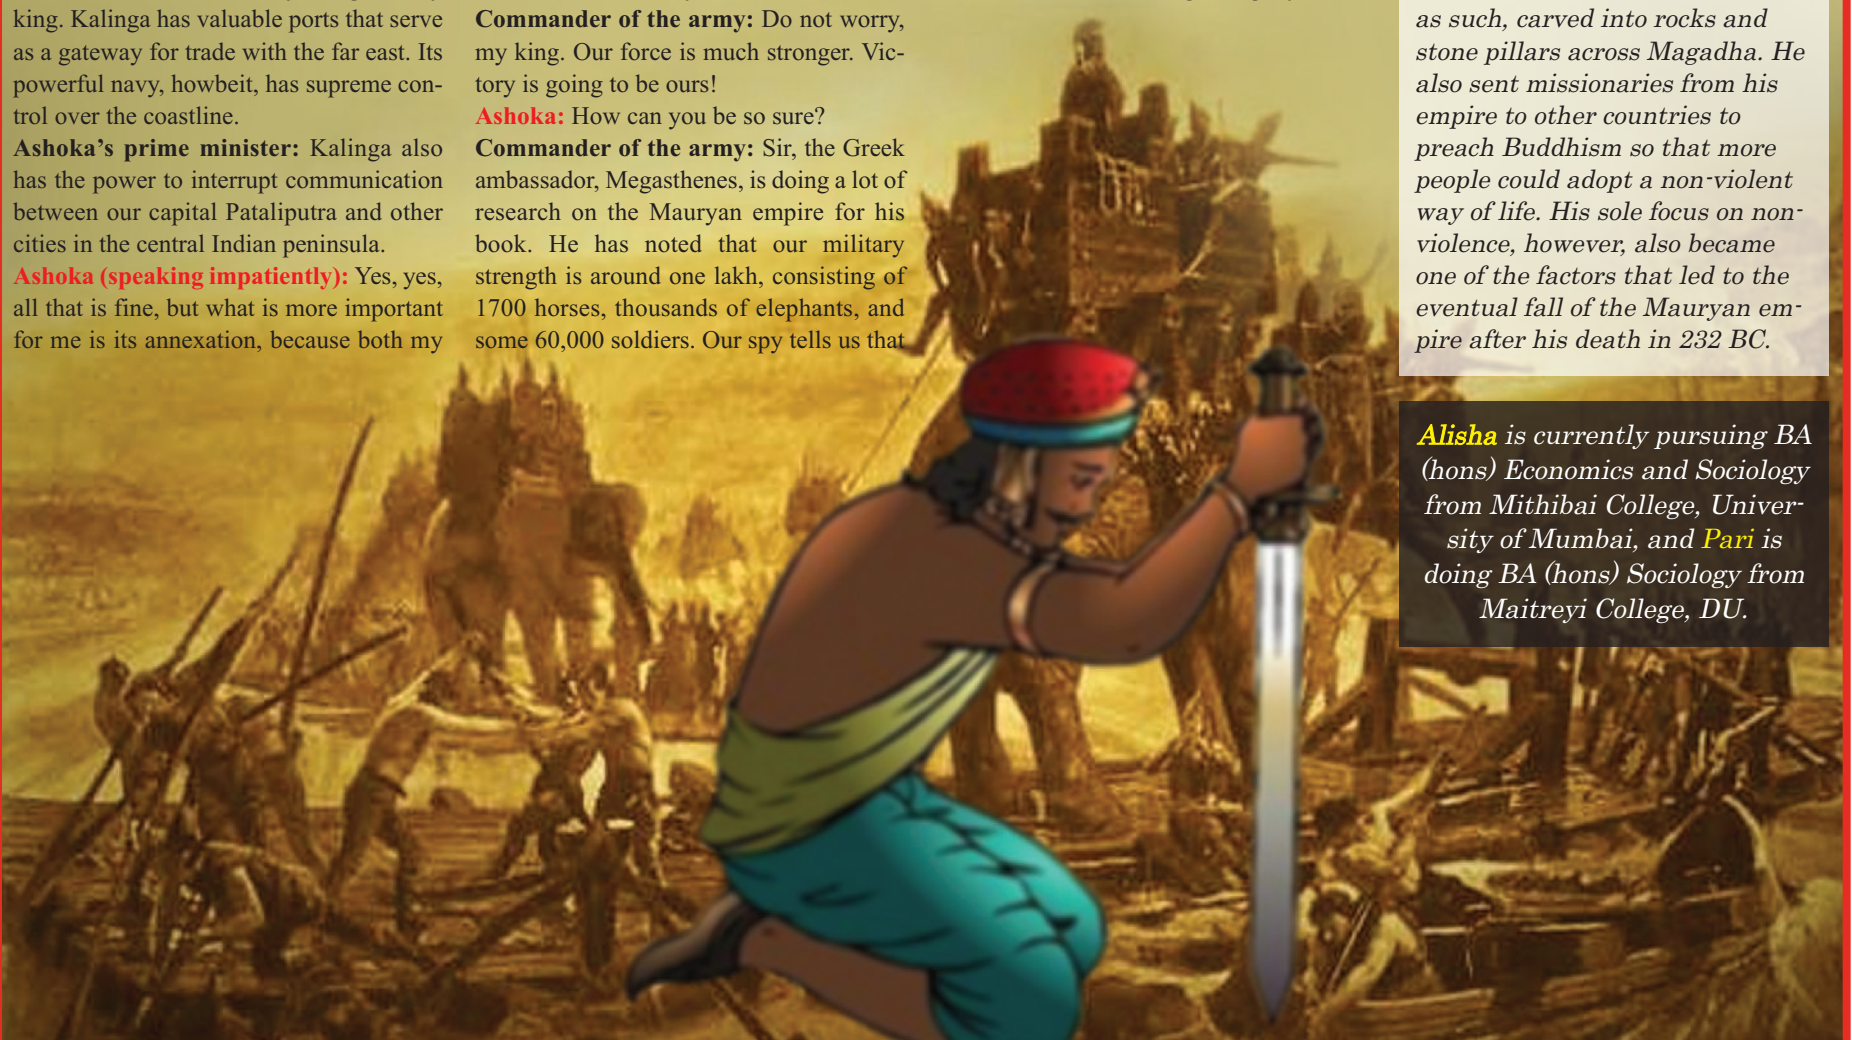 king. Kalinga has valuable ports that serve
as a gateway for trade with the far east. Its
powerful navy, howbeit, has supreme con-
trol over the coastline.
Ashoka’s prime minister: Kalinga also
has the power to interrupt communication
between our capital Pataliputra and other
cities in the central Indian peninsula.
Ashoka (speaking impatiently): Yes, yes,
all that is fine, but what is more important
for me is its annexation, because both my
Commander of the army: Do not worry,
my king. Our force is much stronger. Vic-
tory is going to be ours!
Ashoka: How can you be so sure?
Commander of the army: Sir, the Greek
ambassador, Megasthenes, is doing a lot of
research on the Mauryan empire for his
book. He has noted that our military
strength is around one lakh, consisting of
1700 horses, thousands of elephants, and
some 60,000 soldiers. Our spy tells us that
as such, carved into rocks and
stone pillars across Magadha. He
also sent missionaries from his
empire to other countries to
preach Buddhism so that more
people could adopt a non-violent
way of life. His sole focus on non-
violence, however, also became
one of the factors that led to the
eventual fall of the Mauryan em-
pire after his death in 232 BC.
Alisha is currently pursuing BA
(hons) Economics and Sociology
from Mithibai College, Univer-
sity of Mumbai, and Pari is
doing BA (hons) Sociology from
Maitreyi College, DU.